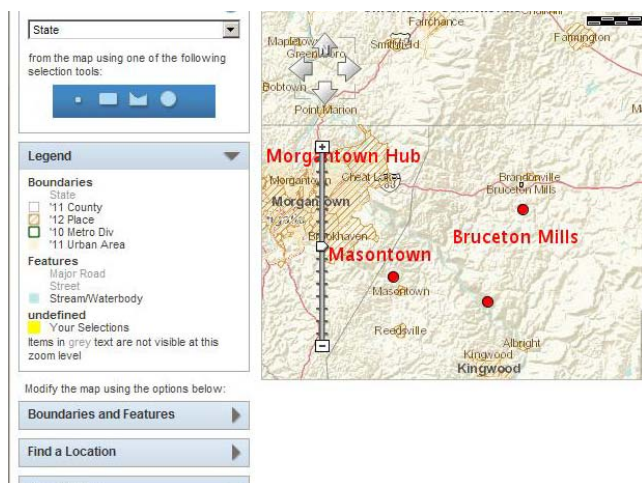 State
from the map using one of the following
selection tools:
Legend
Boundaries
State
'11 County
'12 Place
'10 Metro Div
'11 Urban Area
Features
Major Road
Street
Stream/Waterbody
undefined
Your Selections
Items in grey text are not visible at this
zoom level
Modify the map using the options below:
Boundaries and Features
Find a Location
Fairchance
Smithfield
Farmington
Mapletown
Greensboro
Bobtown
Point Marion
Morgantown Hub
Morgantown
Cheat Lake
Morgantown
Brookhaven
Brandonville
Bruceton Mills
Bruceton Mills
Masontown
Masontown
Reedsville
Albright
Kingwood
Kingwood